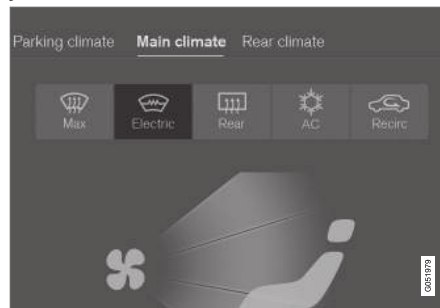 Parking climate Main climate Rear climate
Max Electric Rear AC Recirc
G051979